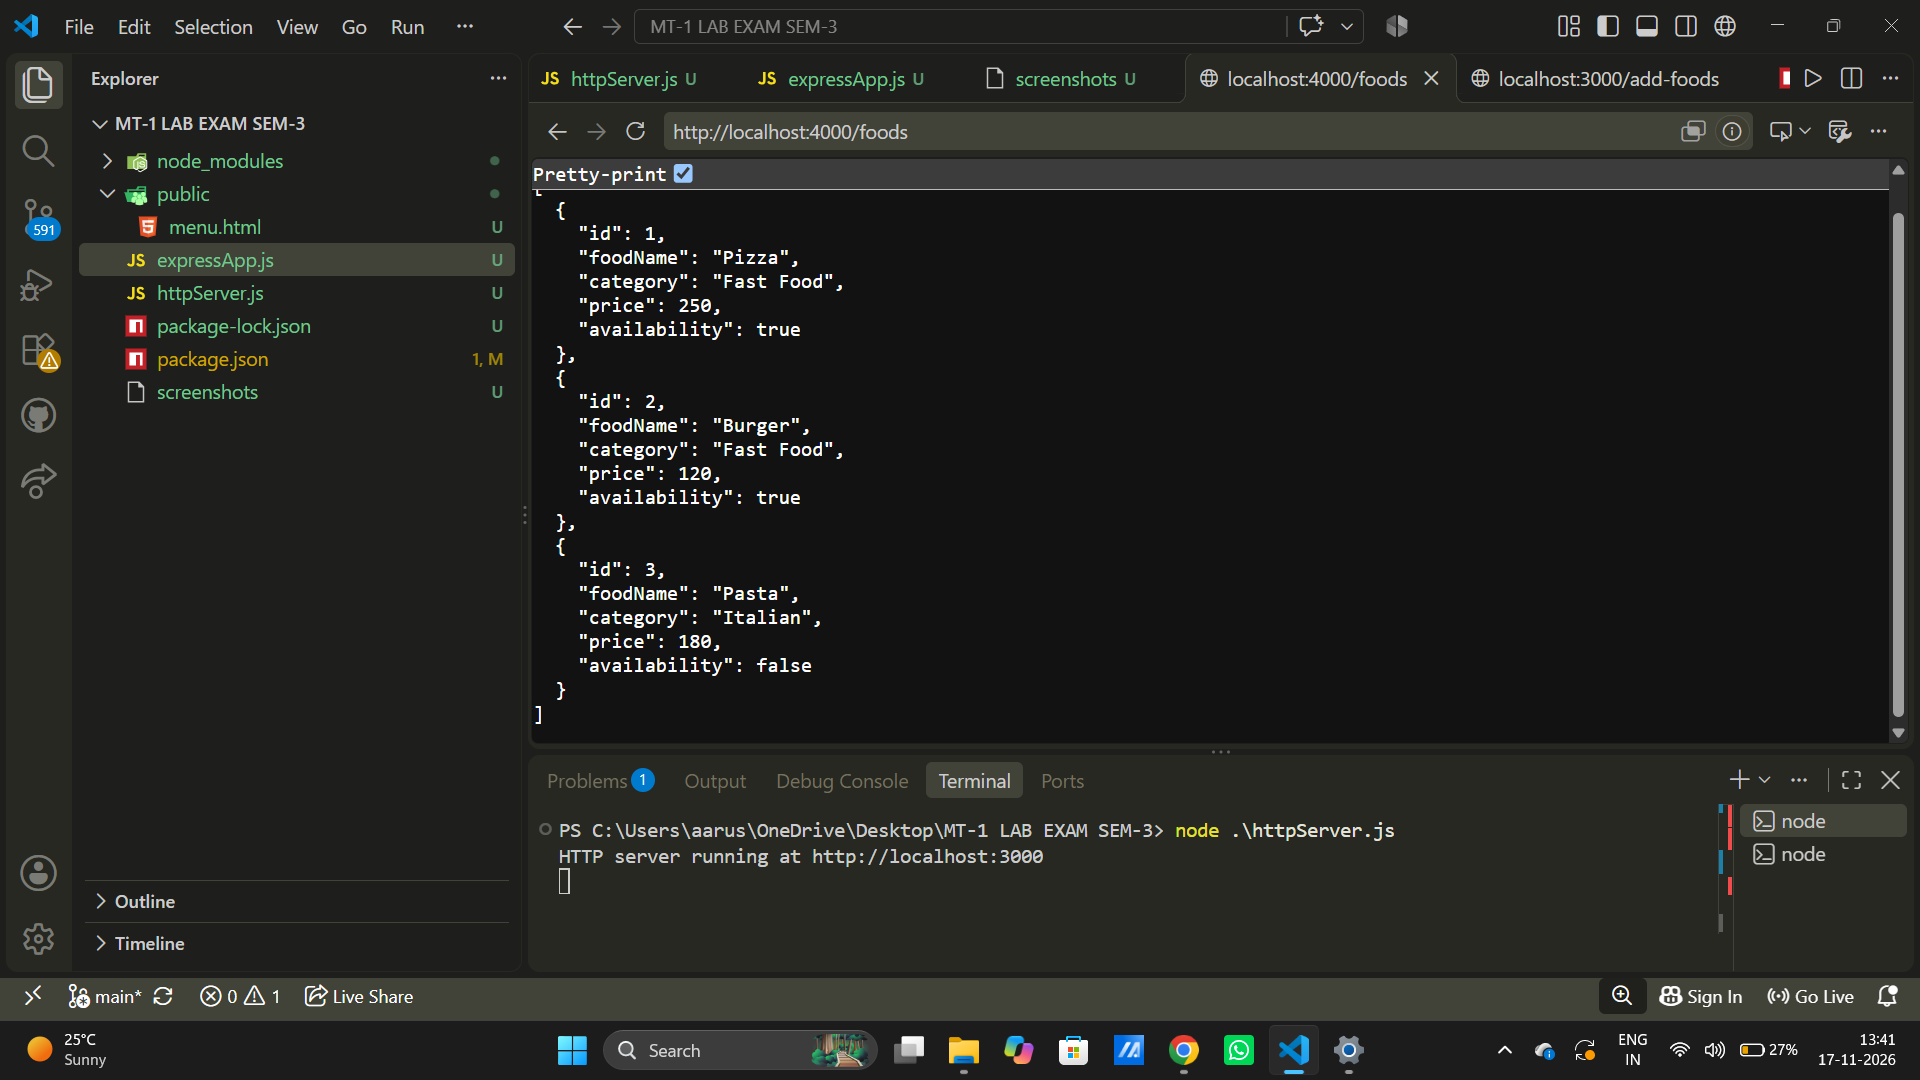 File Edit Selection View Go Run ···
MT-1 LAB EXAM SEM-3
Explorer
MT-1 LAB EXAM SEM-3
node_modules
public
menu.html U
expressApp.js U
httpServer.js U
package-lock.json U
package.json 1, M
screenshots U
591
Outline
Timeline
JS httpServer.js U
JS expressApp.js U
screenshots U
localhost:4000/foods
localhost:3000/add-foods
http://localhost:4000/foods
Pretty-print
[
{
"id": 1,
"foodName": "Pizza",
"category": "Fast Food",
"price": 250,
"availability": true
},
{
"id": 2,
"foodName": "Burger",
"category": "Fast Food",
"price": 120,
"availability": true
},
{
"id": 3,
"foodName": "Pasta",
"category": "Italian",
"price": 180,
"availability": false
}
]
Problems 1 Output Debug Console Terminal Ports
PS C:\Users\aarus\OneDrive\Desktop\MT-1 LAB EXAM SEM-3> node .\httpServer.js
HTTP server running at http://localhost:3000
node
node
main* 0 1 Live Share
Sign In Go Live
25°C
Sunny
Search
ENG
IN
27%
13:41
17-11-2026